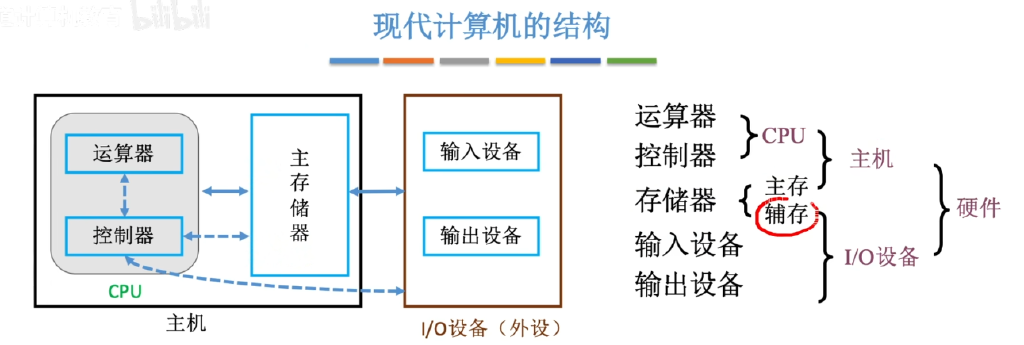 bilibili
现代计算机的结构
运算器
控制器
CPU
主存储器
主机
输入设备
输出设备
I/O设备（外设）
运算器
控制器
CPU
存储器
主存
辅存
主机
输入设备
输出设备
I/O设备
硬件